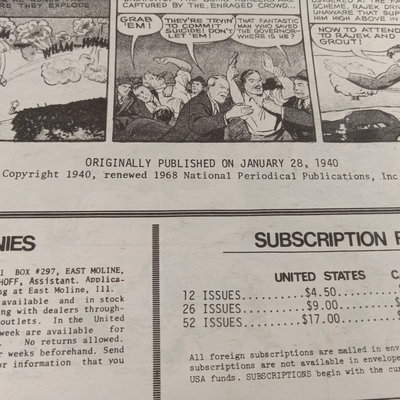 RE THEY EXPLODE
WHAM
CAPTURED BY THE, ENRAGED CROWD.
GRAB
'EM!
THEY'RE TRYIN'
TO COMMIT
SUICIDE! DON'T
LET 'EM!
THAT FANTASTIC
MAN WHO SAVED
THE GOVERNOR-
WHERE IS HE?
SCHEME, RAJEK
UNAWARE THAT
HIM HIGH ABOVE IN
NOW TO ATTEND
TO RAJEK AND
GROUT!
ORIGINALLY PUBLISHED ON JANUARY 28, 1940
Copyright 1940, renewed 1968 National Periodical Publications, Inc
NIES
BOX #297, EAST MOLINE,
HOFF, Assistant. Applica-
ng at East Moline, Ill.
available and in stock
ng with dealers through-
outlets. In the United
week are available for
No returns allowed.
r weeks beforehand. Send
or information that you
SUBSCRIPTION
UNITED STATES
12 ISSUES.......$4.50
26 ISSUES.......$9.00
52 ISSUES.......$17.00
All foreign subscriptions are mailed in
subscriptions are not available in envelope
USA funds. SUBSCRIPTIONS begin with the